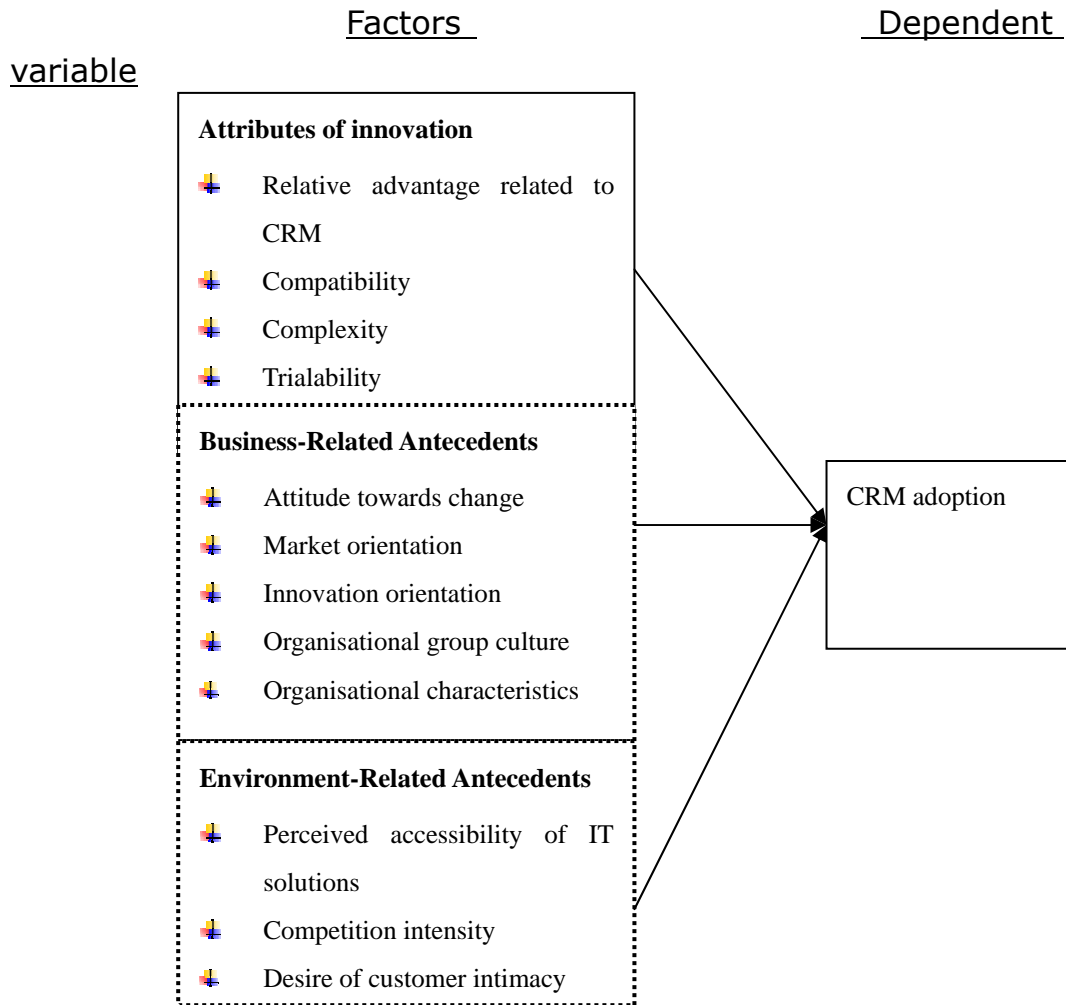 Factors Dependent
variable
Attributes of innovation
Relative advantage related to
CRM
Compatibility
Complexity
Trialability
Business-Related Antecedents
Attitude towards change
Market orientation
Innovation orientation
Organisational group culture
Organisational characteristics
Environment-Related Antecedents
Perceived accessibility of IT
solutions
Competition intensity
Desire of customer intimacy
CRM adoption